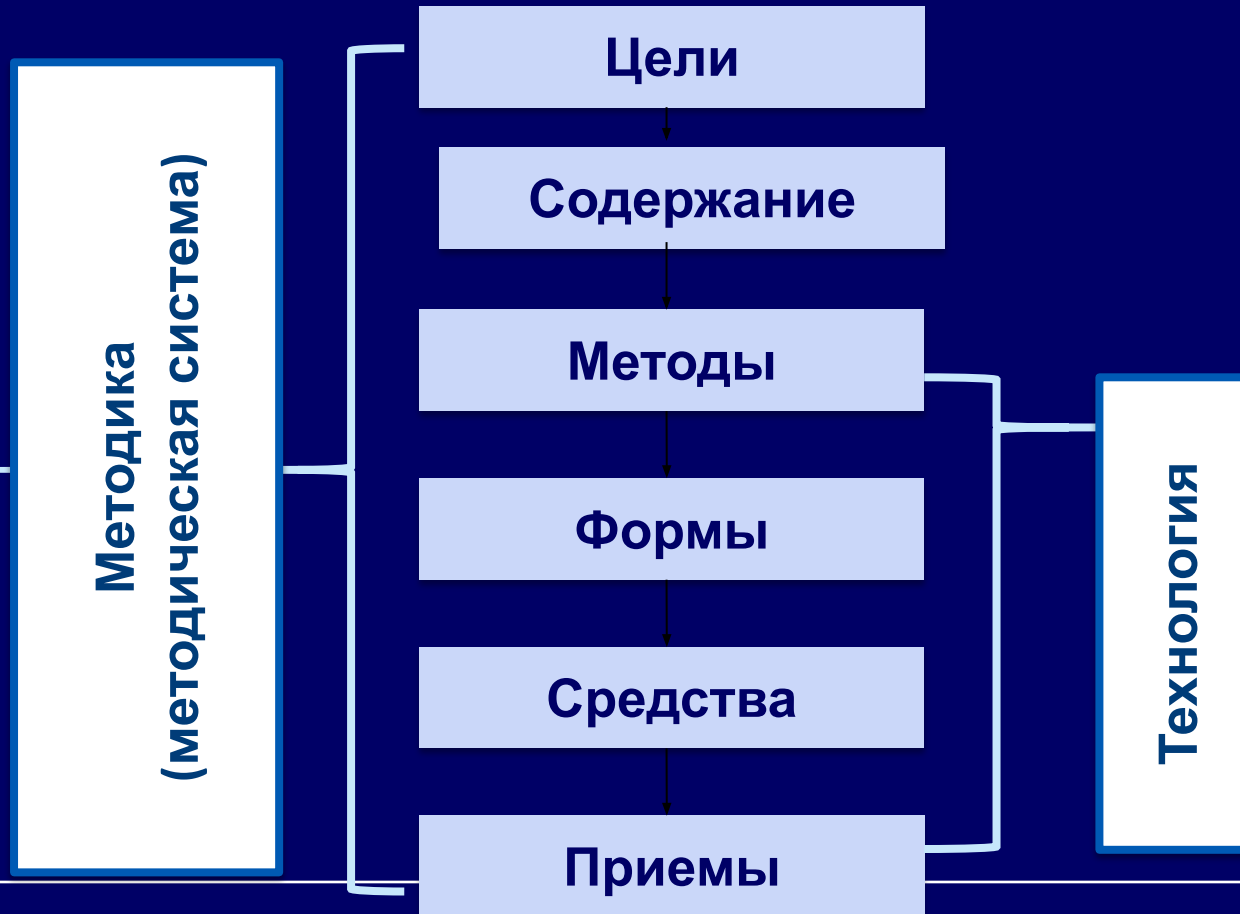 Методика
(методическая система)
Цели
Содержание
Методы
Формы
Средства
Приемы
Технология